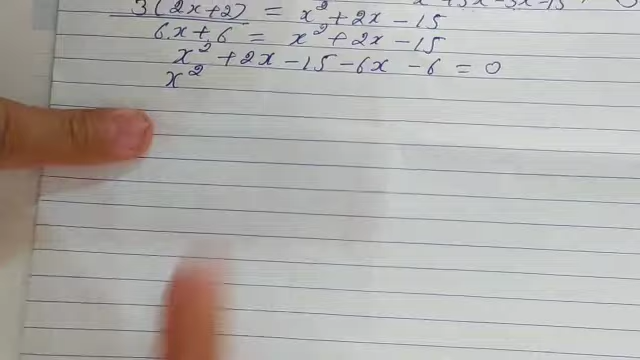 3(2x+2) = x² + 2x - 15
6x + 6 = x² + 2x - 15
x² + 2x - 15 - 6x - 6 = 0
x²